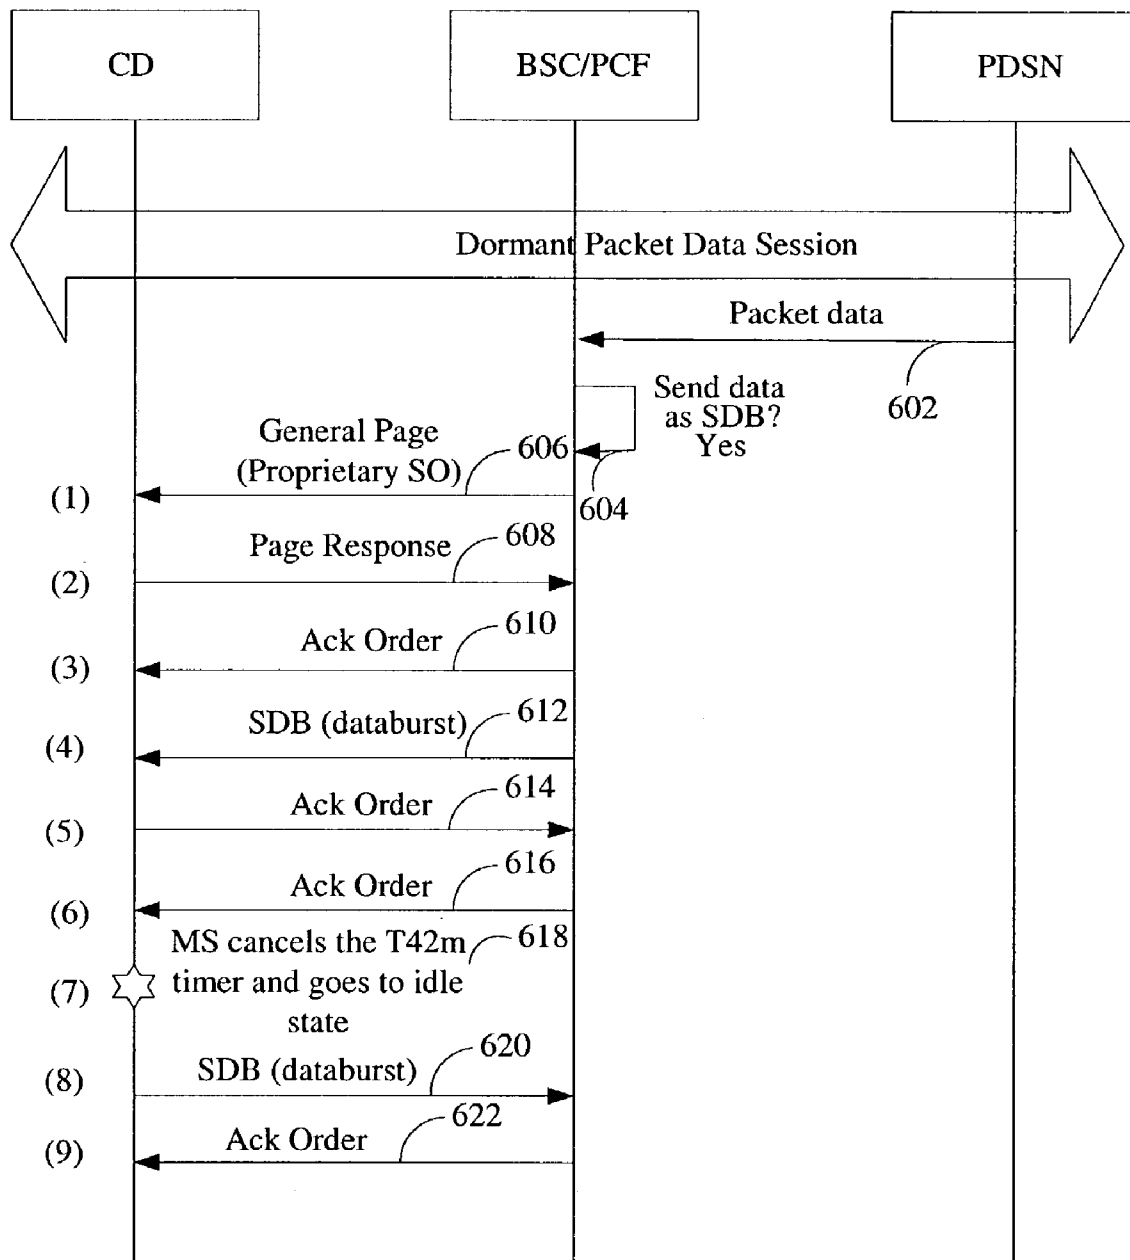 CD
BSC/PCF
PDSN
Dormant Packet Data Session
Packet data
602
Send data
as SDB?
Yes
604
General Page
(Proprietary SO)
606
(1)
Page Response
608
(2)
Ack Order
610
(3)
SDB (databurst)
612
(4)
Ack Order
614
(5)
Ack Order
616
(6)
MS cancels the T42m
timer and goes to idle
state
618
(7)
SDB (databurst)
620
(8)
Ack Order
622
(9)